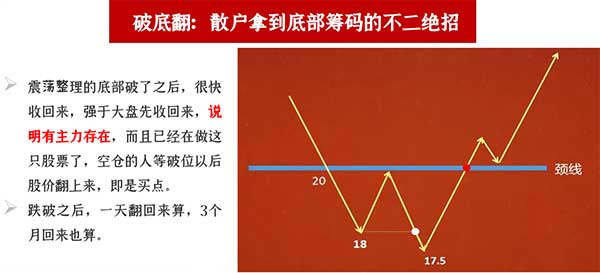 破底翻：散户拿到底部筹码的不二绝招
震荡整理的底部破了之后，很快
收回来，强于大盘先收回来，说
明有主力存在，而且已经在做这
只股票了，空仓的人等破位以后
股价翻上来，即是买点。
跌破之后，一天翻回来算，3个
月回来也算。
颈线
20
18
17.5